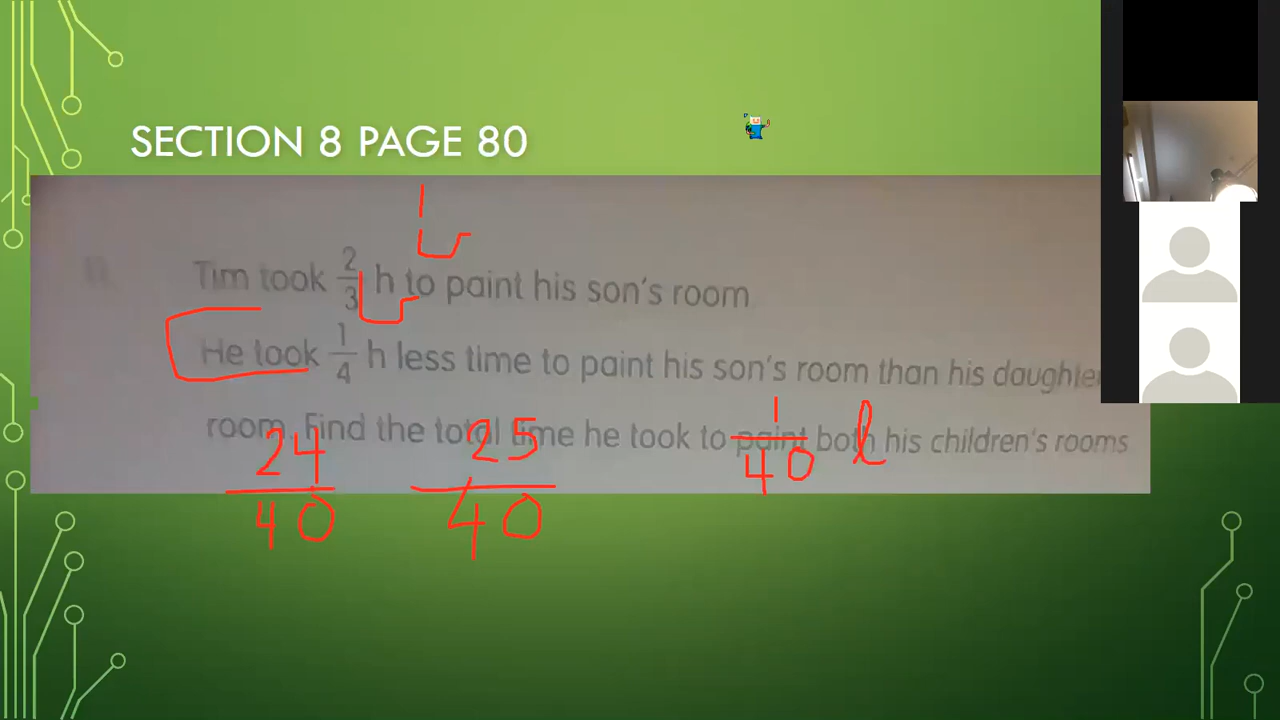 SECTION 8 PAGE 80
1
Tim took 2/3 h to paint his son's room
He took 1/4 h less time to paint his son's room than his daughte
room. Find the total time he took to paint both his children's rooms
24/40 25/40 1/40 l